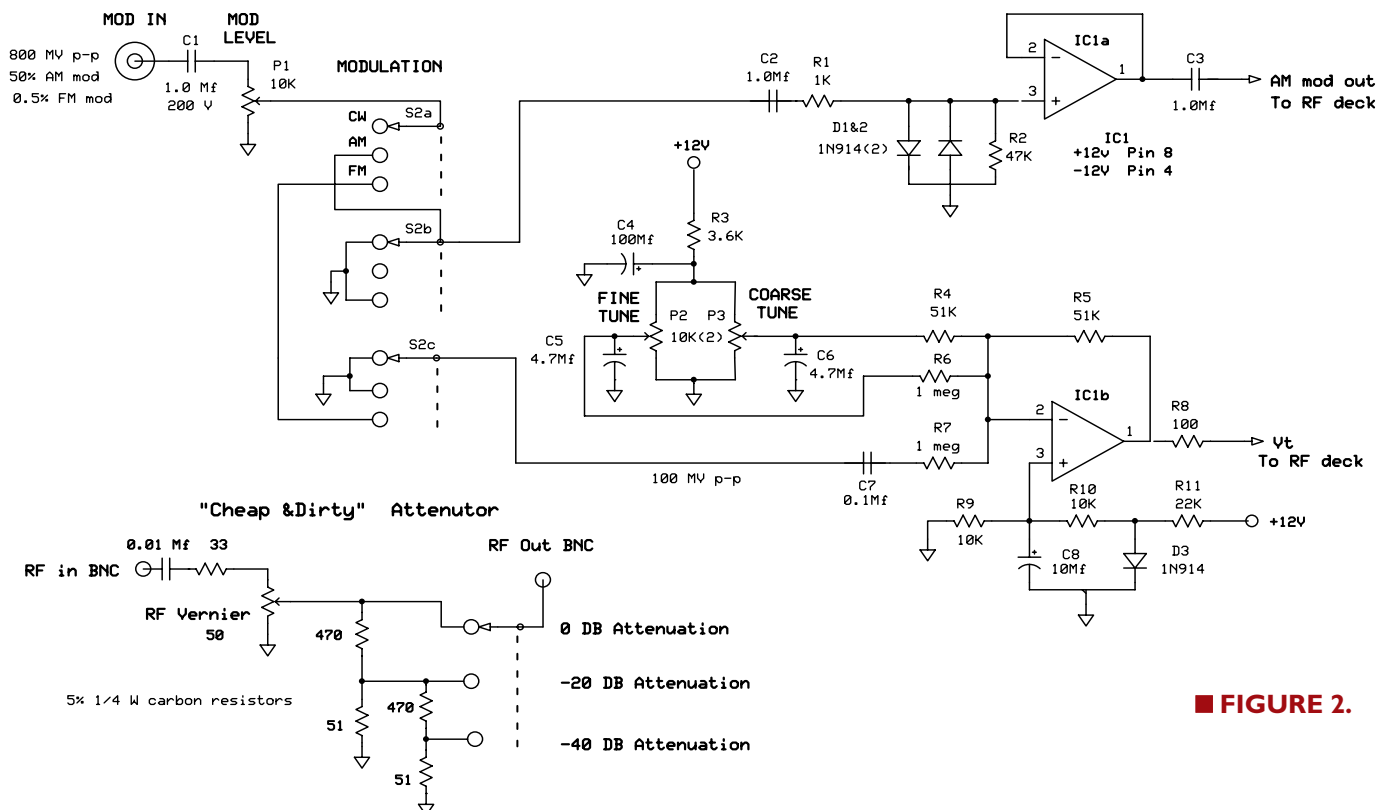 MOD IN
800 MV p-p
50% AM mod
0.5% FM mod
C1
1.0 Mf
200 V
MOD
LEVEL
P1
10K
MODULATION
S2a
CW
AM
FM
S2b
S2c
C2
1.0Mf
R1
1K
D1&2
1N914(2)
R2
47K
IC1a
2
-
3
+
1
C3
1.0Mf
AM mod out
To RF deck
IC1
+12v Pin 8
-12V Pin 4
+12V
R3
3.6K
C4
100Mf
+
FINE
TUNE
COARSE
TUNE
P2
P3
10K(2)
C5
4.7Mf
+
C6
4.7Mf
+
R4
51K
R5
51K
R6
1 meg
R7
1 meg
C7
0.1Mf
100 MV p-p
IC1b
2
-
3
+
1
R8
100
Vt
To RF deck
R9
10K
R10
10K
R11
22K
+12V
C8
10Mf
+
D3
1N914
"Cheap &Dirty" Attenutor
0.01 Mf
33
RF in BNC
RF Vernier
50
RF Out BNC
470
51
470
51
0 DB Attenuation
-20 DB Attenuation
-40 DB Attenuation
5% 1/4 W carbon resistors
■ FIGURE 2.